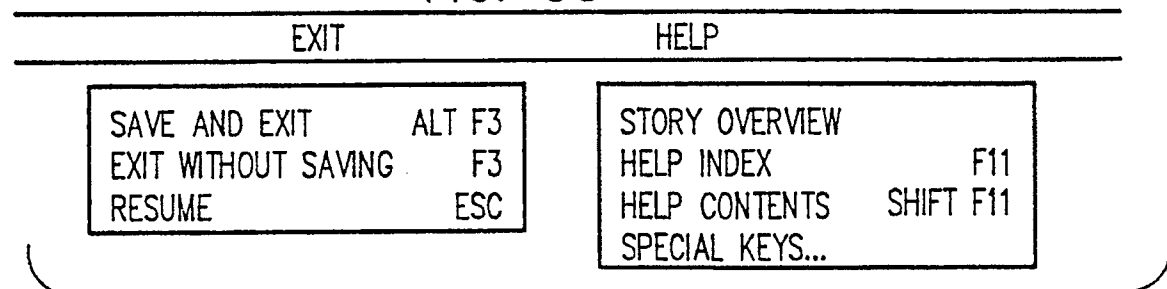 EXIT HELP
SAVE AND EXIT ALT F3
EXIT WITHOUT SAVING F3
RESUME ESC
STORY OVERVIEW
HELP INDEX F11
HELP CONTENTS SHIFT F11
SPECIAL KEYS...